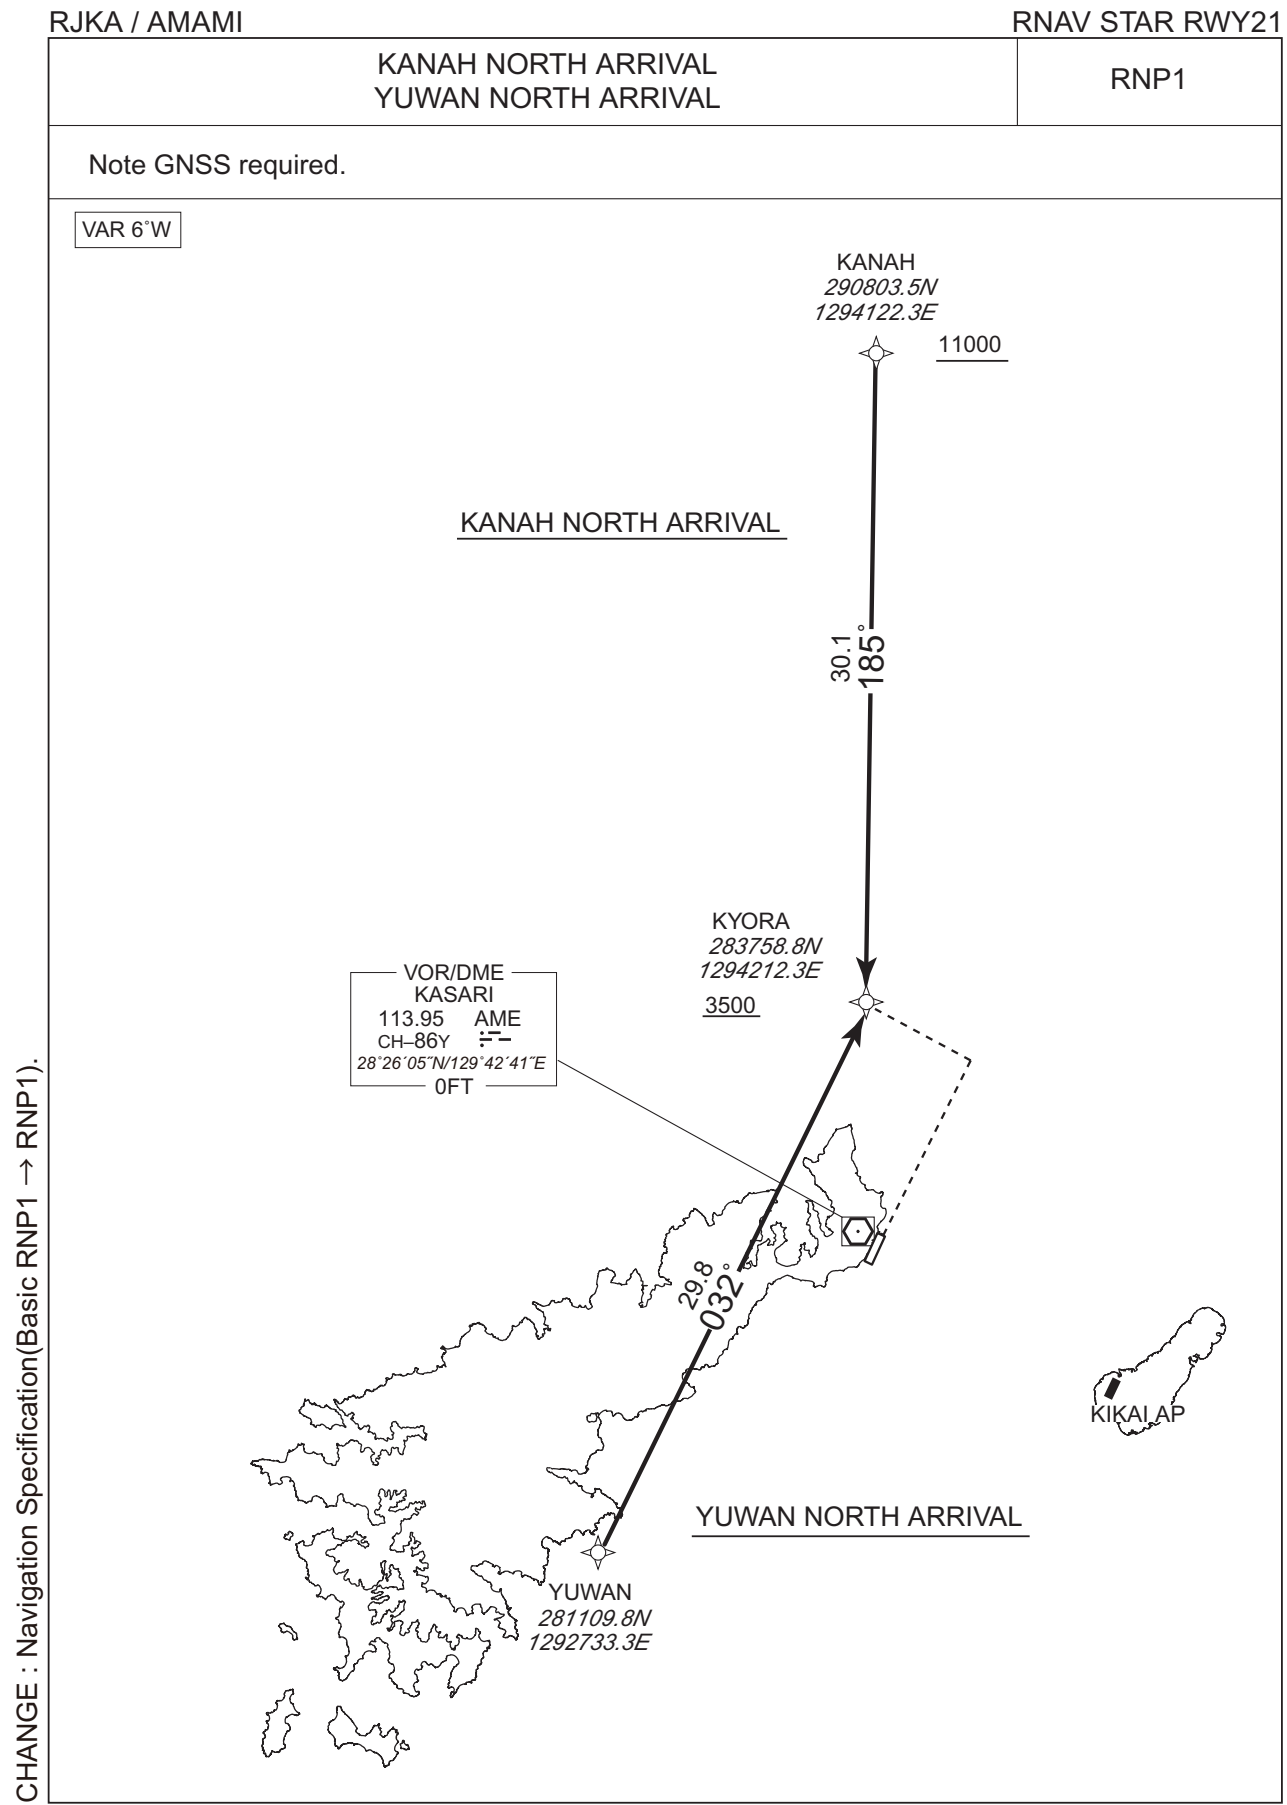 RJKA / AMAMI
RNAV STAR RWY21
KANAH NORTH ARRIVAL
YUWAN NORTH ARRIVAL
RNP1
Note GNSS required.
VAR 6˚W
KANAH
290803.5N
1294122.3E
11000
KANAH NORTH ARRIVAL
30.1
185˚
KYORA
283758.8N
1294212.3E
3500
VOR/DME
KASARI
113.95 AME
CH–86Y
28˚26´05˝N/129˚42´41˝E
0FT
29.8
032˚
KIKAI AP
YUWAN NORTH ARRIVAL
YUWAN
281109.8N
1292733.3E
CHANGE : Navigation Specification(Basic RNP1 → RNP1).